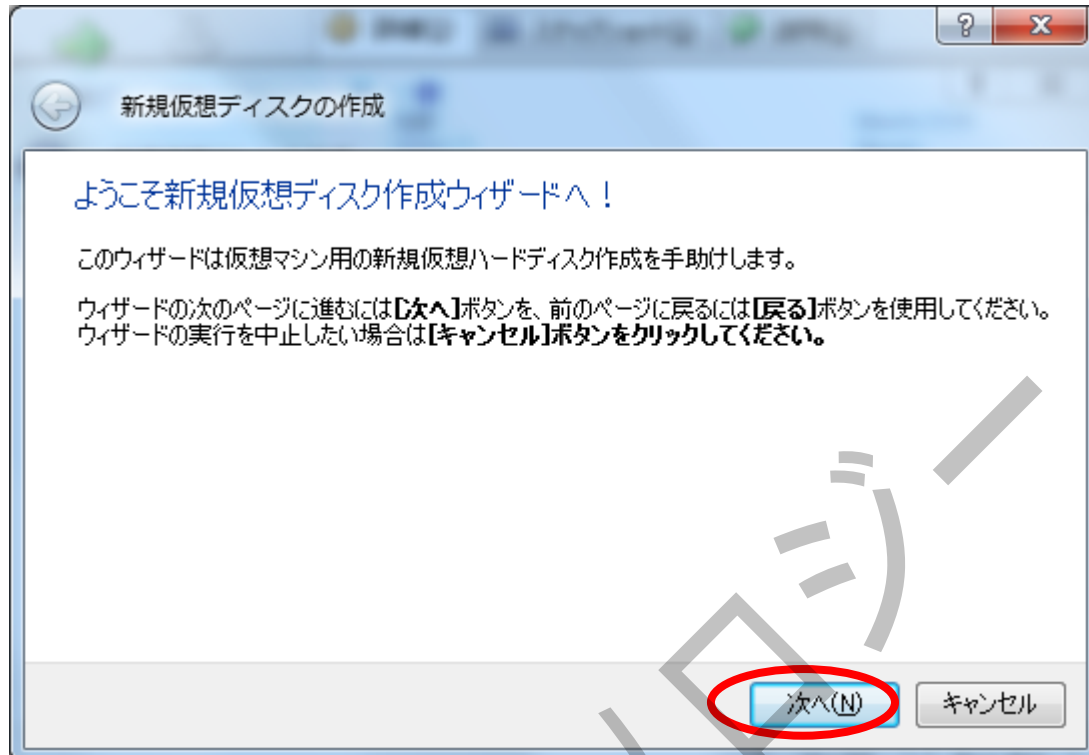 新規仮想ディスクの作成
ようこそ新規仮想ディスク作成ウィザードへ！
このウィザードは仮想マシン用の新規仮想ハードディスク作成を手助けします。
ウィザードの次のページに進むには[次へ]ボタンを、前のページに戻るには[戻る]ボタンを使用してください。
ウィザードの実行を中止したい場合は[キャンセル]ボタンをクリックしてください。
ロジー
次へ(N)
キャンセル